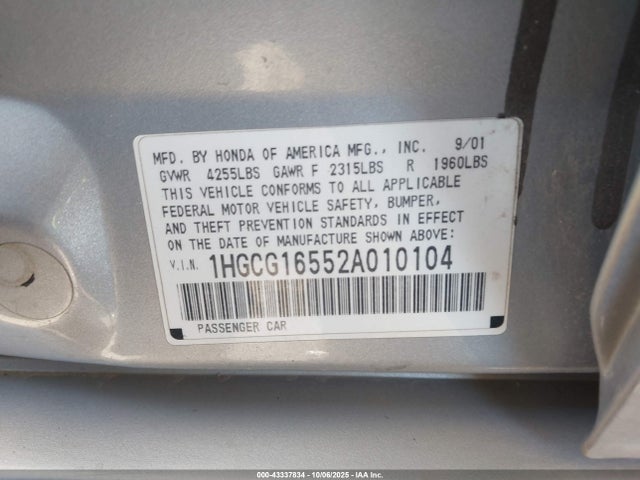 MFD. BY HONDA OF AMERICA MFG., INC. 9/01
GVWR 4255LBS GAWR F 2315LBS R 1960LBS
THIS VEHICLE CONFORMS TO ALL APPLICABLE
FEDERAL MOTOR VEHICLE SAFETY, BUMPER,
AND THEFT PREVENTION STANDARDS IN EFFECT
ON THE DATE OF MANUFACTURE SHOWN ABOVE:
V.I.N. 1HGCG16552A010104
PASSENGER CAR
000-43337834 | 10/06/2025 | IAA Inc.